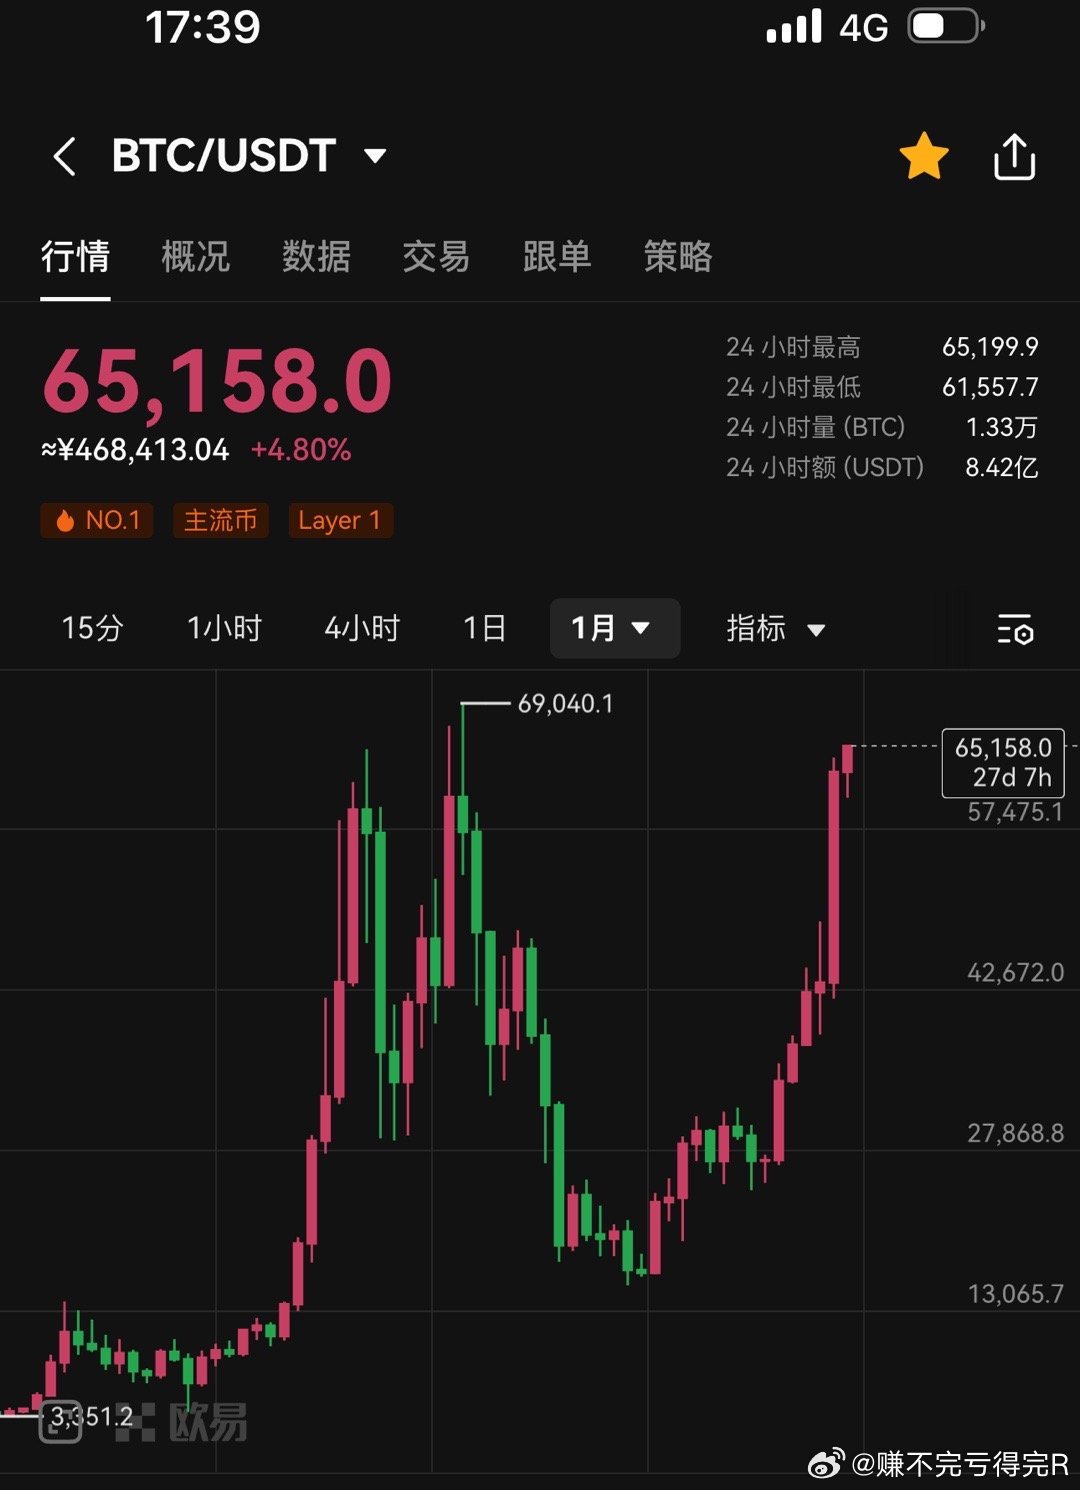 17:39 4G
BTC/USDT
行情 概况 数据 交易 跟单 策略
65,158.0
≈¥468,413.04 +4.80%
24 小时最高 65,199.9
24 小时最低 61,557.7
24 小时量 (BTC) 1.33万
24 小时额 (USDT) 8.42亿
NO.1 主流币 Layer 1
15分 1小时 4小时 1日 1月 指标
69,040.1
65,158.0
27d 7h
57,475.1
42,672.0
27,868.8
13,065.7
3,351.2
欧易
@赚不完亏得完R